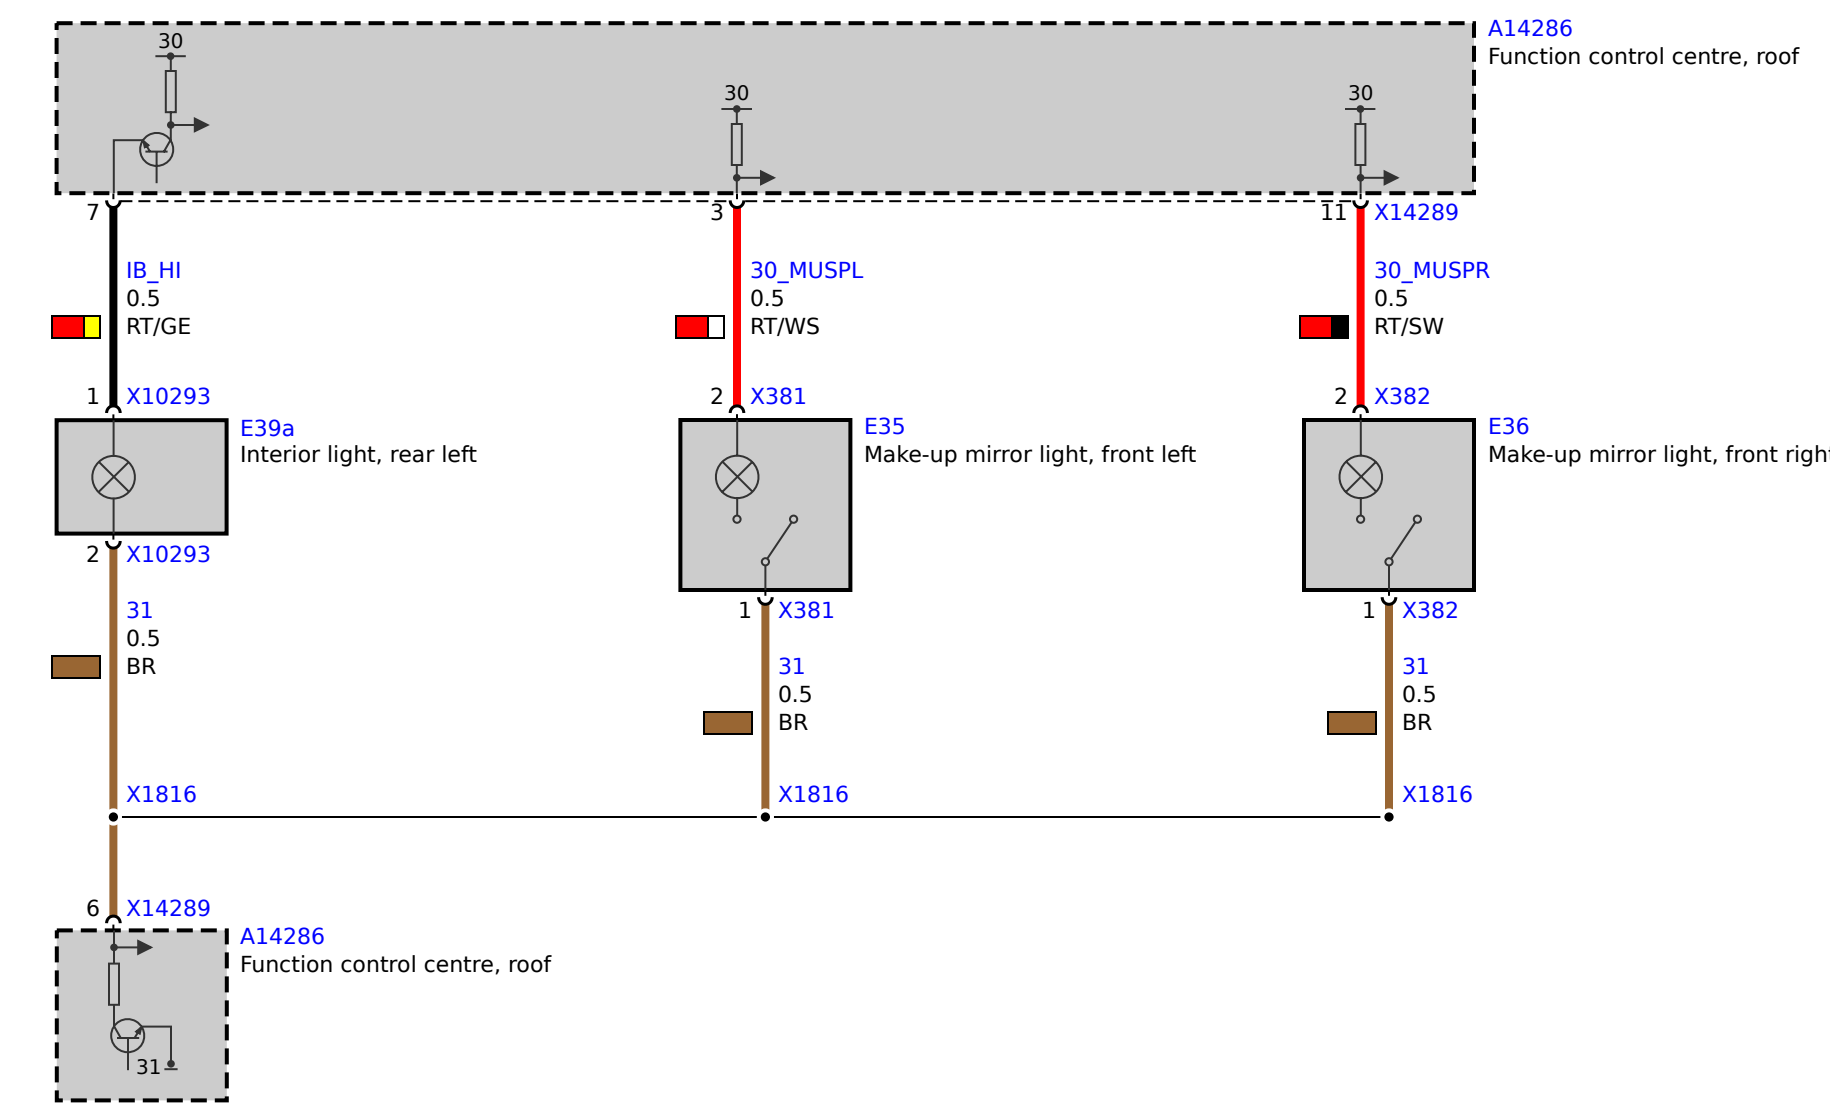 30
A14286
Function control centre, roof
30
30
7
3
11
X14289
IB_HI
0.5
RT/GE
30_MUSPL
0.5
RT/WS
30_MUSPR
0.5
RT/SW
1
X10293
2
X381
2
X382
E39a
Interior light, rear left
E35
Make-up mirror light, front left
E36
Make-up mirror light, front right
2
X10293
31
0.5
BR
1
X381
1
X382
31
0.5
BR
31
0.5
BR
X1816
X1816
X1816
6
X14289
A14286
Function control centre, roof
31